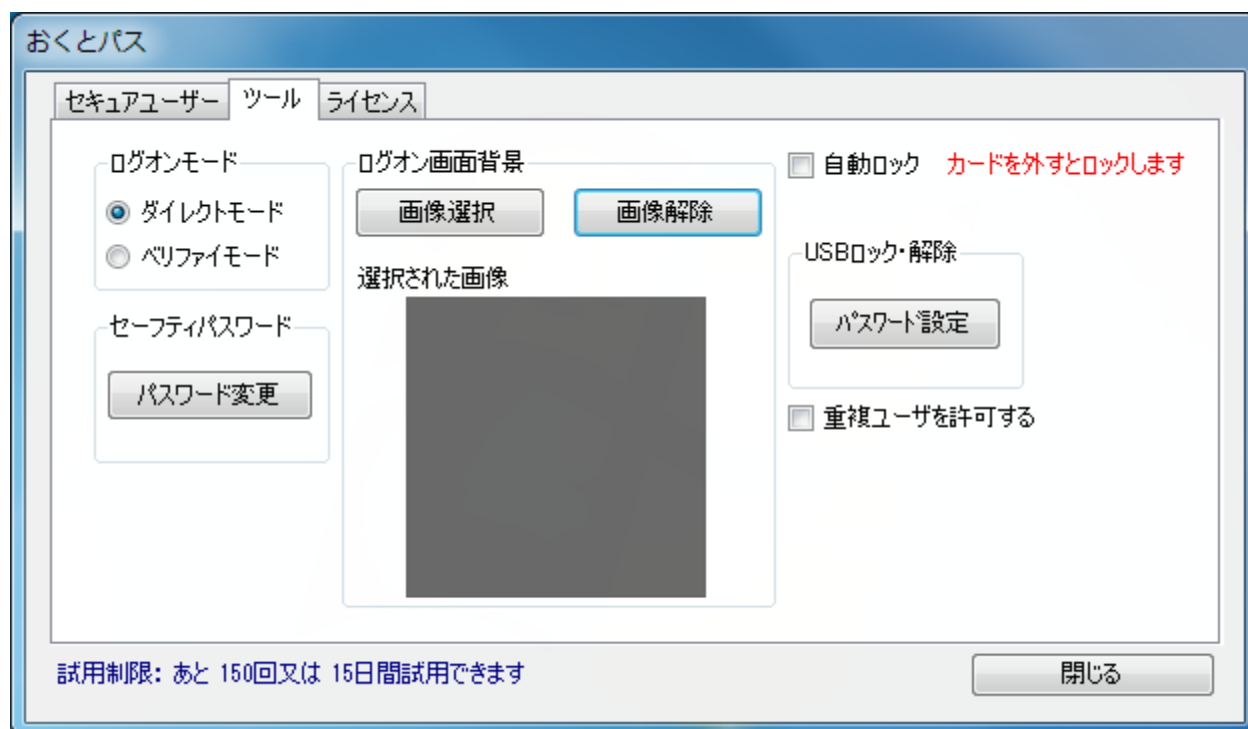 おくとパス
セキュアユーザー ツール ライセンス
ログオンモード
ダイレクトモード
ベリファイモード
セーフティパスワード
パスワード変更
ログオン画面背景
画像選択 画像解除
選択された画像
自動ロック カードを外すとロックします
USBロック・解除
パスワード設定
重複ユーザを許可する
試用制限: あと 150回又は 15日間試用できます
閉じる